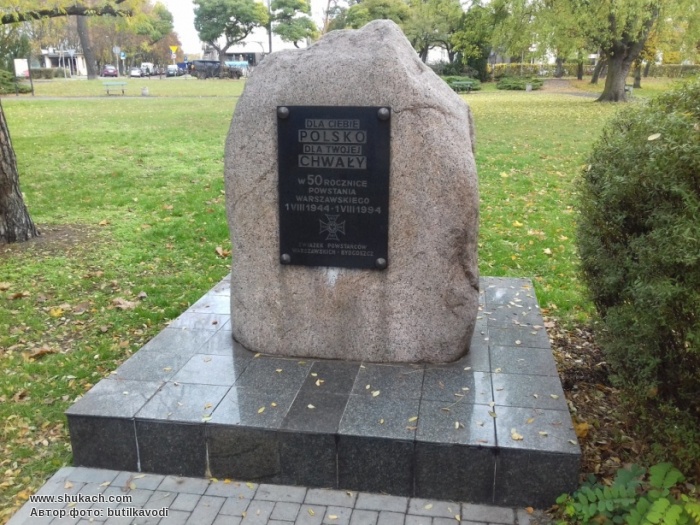 DLA CIEBIE
POLSKO
DLA TWOJEJ
CHWAŁY
W 50 ROCZNICĘ
POWSTANIA
WARSZAWSKIEGO
1 VIII 1944 - 1 VIII 1994
ZWIĄZEK POWSTAŃCÓW
WARSZAWSKICH - BYDGOSZCZ
www.shukach.com
Автор фото: butilkavodi